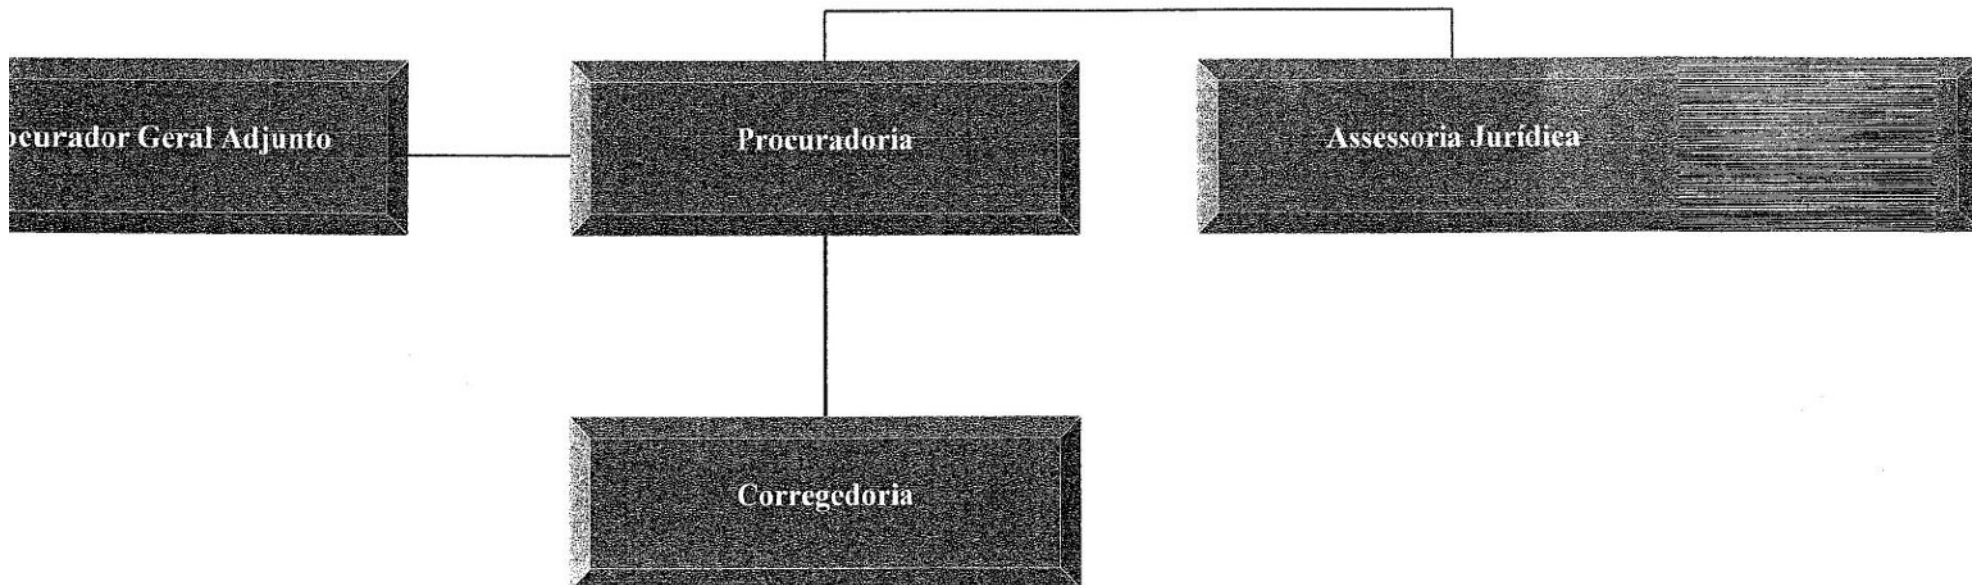 ocurador Geral Adjunto
Procuradoria
Assessoria Jurídica
Corregedoria